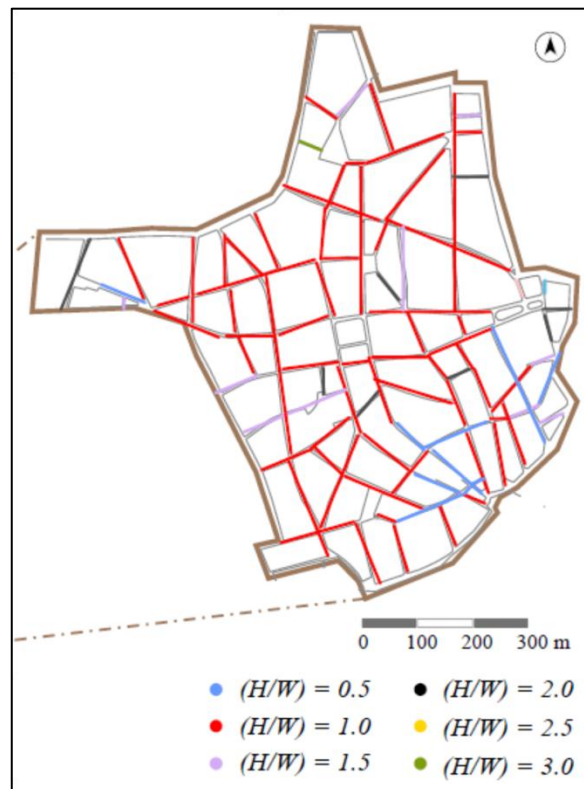 0 100 200 300 m
(H/W) = 0.5 (H/W) = 2.0
(H/W) = 1.0 (H/W) = 2.5
(H/W) = 1.5 (H/W) = 3.0